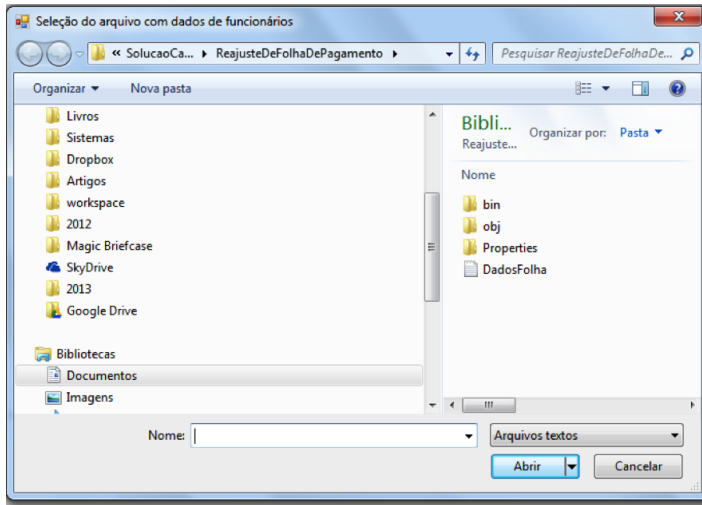 Seleção do arquivo com dados de funcionários
x
« SolucaoCa... ▸ ReajusteDeFolhaDePagamento ▸
Pesquisar ReajusteDeFolhaDe...
Organizar ▼ Nova pasta ?
Livros
Sistemas
Dropbox
Artigos
workspace
2012
Magic Briefcase
SkyDrive
2013
Google Drive
Bibliotecas
Documentos
Imagens
Bibli...
Reajuste...
Organizar por: Pasta ▼
Nome
bin
obj
Properties
DadosFolha
Nome:
Arquivos textos
Abrir
Cancelar